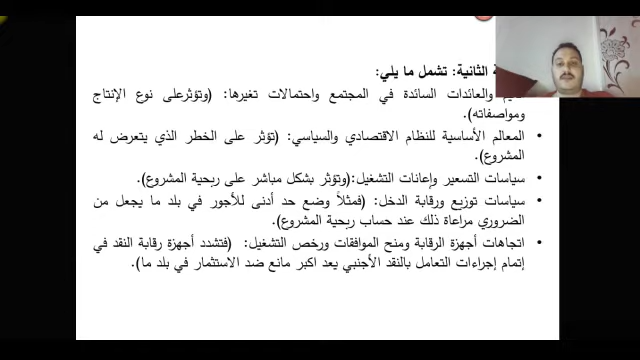 الثانية: تشمل ما يلي:
والعائدات السائدة في المجتمع واحتمالات تغيرها: (وتؤثرعلى نوع الإنتاج
ومواصفاته).
• المعالم الأساسية للنظام الاقتصادي والسياسي: (تؤثر على الخطر الذي يتعرض له
المشروع).
• سياسات التسعير وإعانات التشغيل:(وتؤثر بشكل مباشر على ربحية المشروع).
• سياسات توزيع ورقابة الدخل: (فمثلاً وضع حد أدنى للأجور في بلد ما يجعل من
الضروري مراعاة ذلك عند حساب ربحية المشروع).
• اتجاهات أجهزة الرقابة ومنح الموافقات ورخص التشغيل: (فتشدد أجهزة رقابة النقد في
إتمام إجراءات التعامل بالنقد الأجنبي يعد اكبر مانع ضد الاستثمار في بلد ما).